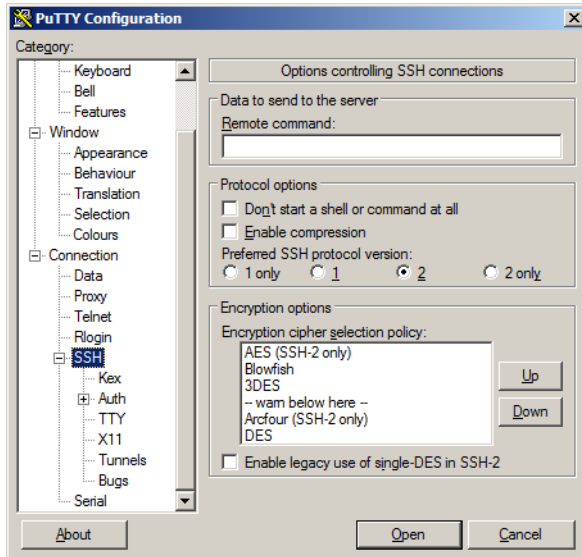 PuTTY Configuration
Category:
Keyboard
Bell
Features
Window
Appearance
Behaviour
Translation
Selection
Colours
Connection
Data
Proxy
Telnet
Rlogin
SSH
Kex
Auth
TTY
X11
Tunnels
Bugs
Serial
Options controlling SSH connections
Data to send to the server
Remote command:
Protocol options
Don't start a shell or command at all
Enable compression
Preferred SSH protocol version:
1 only 1 2 2 only
Encryption options
Encryption cipher selection policy:
AES (SSH-2 only)
Blowfish
3DES
-- warn below here --
Arcfour (SSH-2 only)
DES
Up
Down
Enable legacy use of single-DES in SSH-2
About Open Cancel